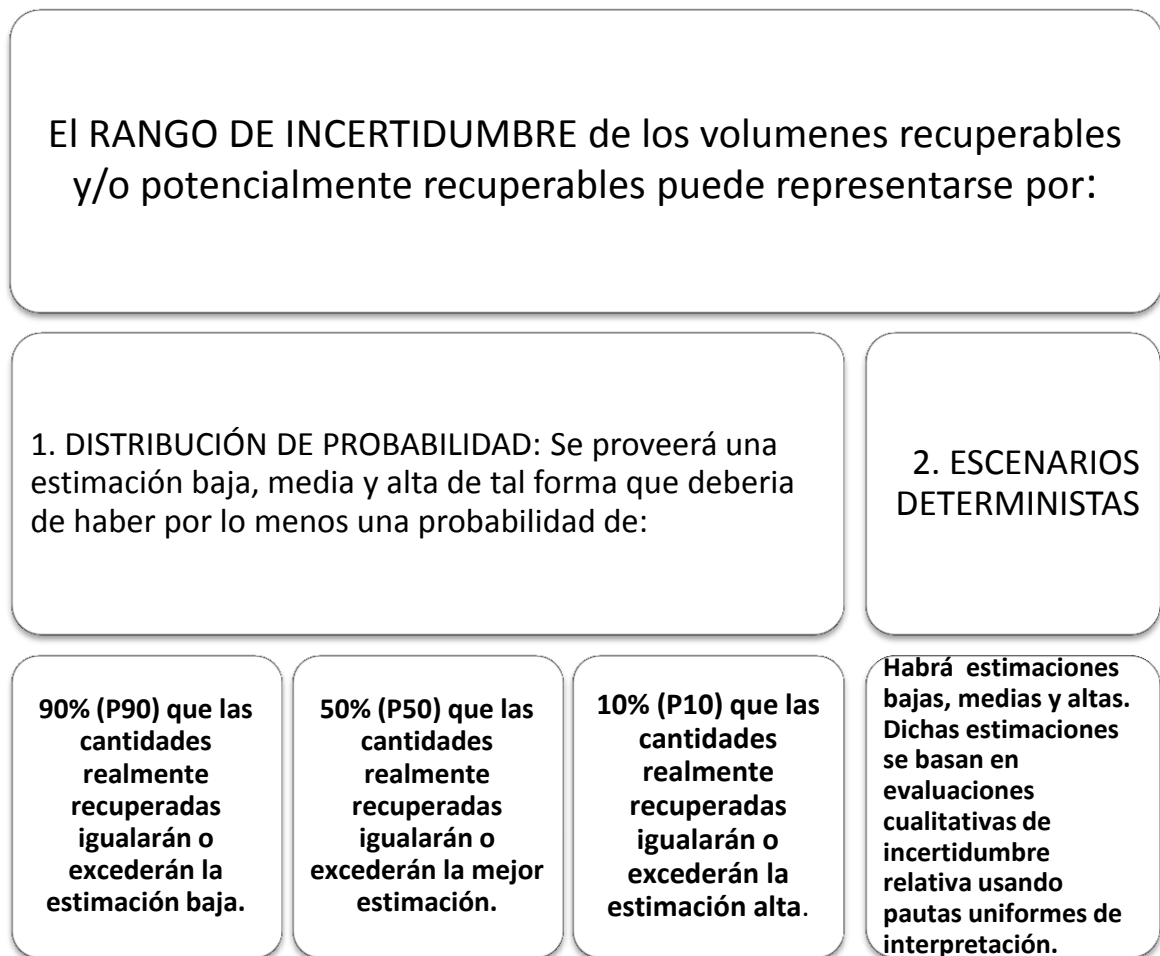 El RANGO DE INCERTIDUMBRE de los volumenes recuperables
y/o potencialmente recuperables puede representarse por:
1. DISTRIBUCIÓN DE PROBABILIDAD: Se proveerá una
estimación baja, media y alta de tal forma que deberia
de haber por lo menos una probabilidad de:
2. ESCENARIOS
DETERMINISTAS
90% (P90) que las
cantidades
realmente
recuperadas
igualarán o
excederán la
estimación baja.
50% (P50) que las
cantidades
realmente
recuperadas
igualarán o
excederán la mejor
estimación.
10% (P10) que las
cantidades
realmente
recuperadas
igualarán o
excederán la
estimación alta.
Habrá estimaciones
bajas, medias y altas.
Dichas estimaciones
se basan en
evaluaciones
cualitativas de
incertidumbre
relativa usando
pautas uniformes de
interpretación.